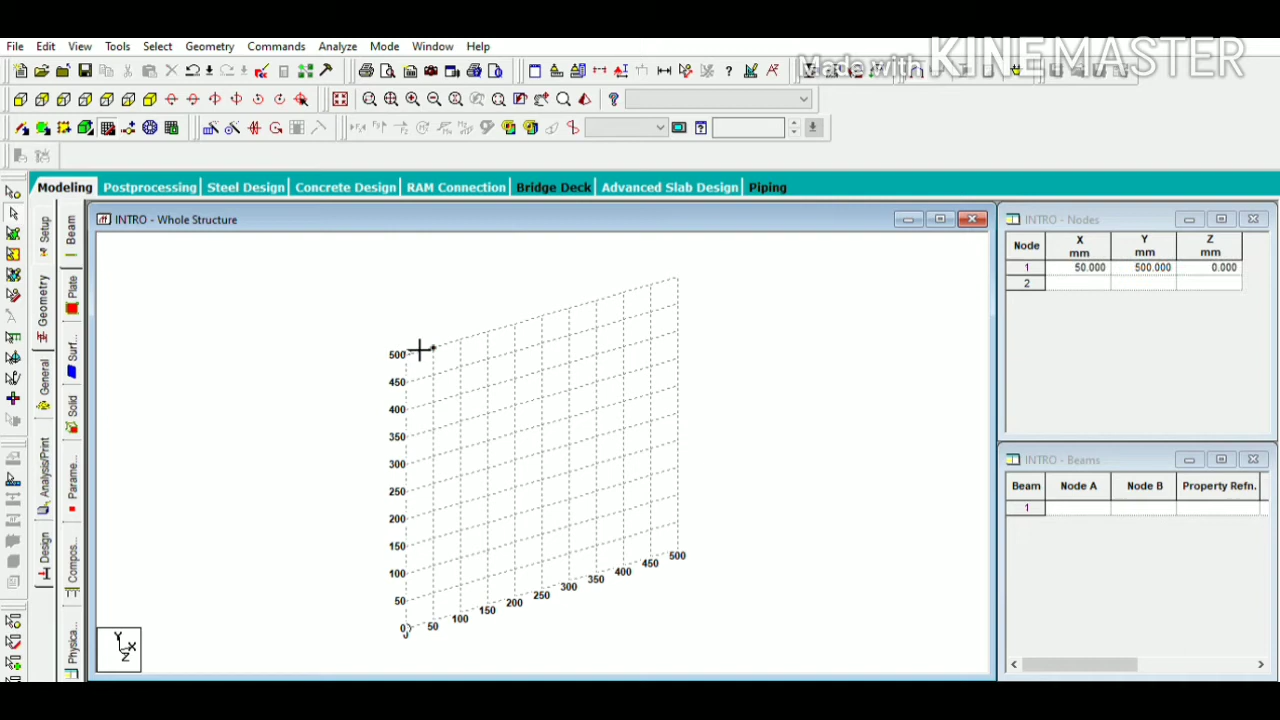 File Edit View Tools Select Geometry Commands Analyze Mode Window Help
Made with KINEMASTER
Modeling Postprocessing Steel Design Concrete Design RAM Connection Bridge Deck Advanced Slab Design Piping
INTRO - Whole Structure
Setup
Geometry
General
Analysis/Print
Design
Beam
Plate
Surf...
Solid
Parame...
Compos...
Physica...
500
450
400
350
300
250
200
150
100
50
0
50
100
150
200
250
300
350
400
450
500
Y
X
Z
INTRO - Nodes
Node X mm Y mm Z mm
1 50.000 500.000 0.000
2
INTRO - Beams
Beam Node A Node B Property Refn.
1